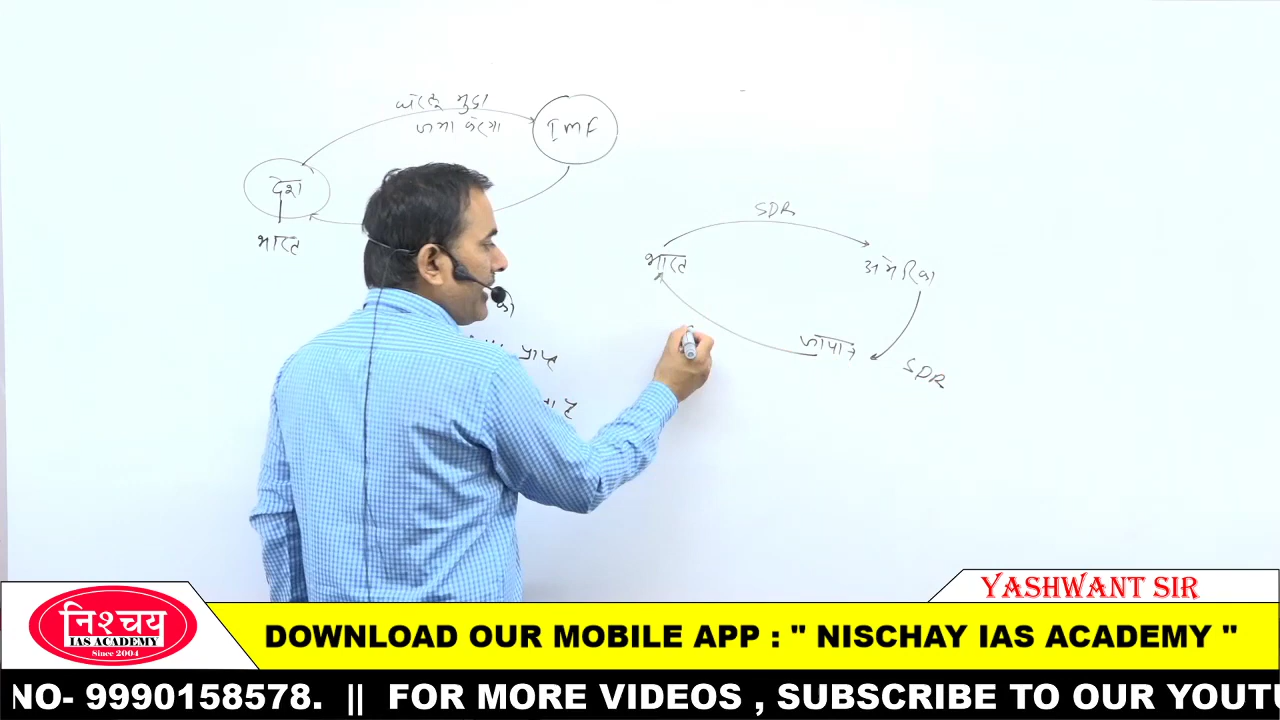 घरेलू मुद्रा
जमा करेगा
IMF
देश
भारत
SDR
भारत
अमेरिका
जापान
SDR
को
प्राप्त
है
YASHWANT SIR
निश्चय
IAS ACADEMY
Since 2004
DOWNLOAD OUR MOBILE APP : " NISCHAY IAS ACADEMY "
NO- 9990158578. || FOR MORE VIDEOS , SUBSCRIBE TO OUR YOUTU